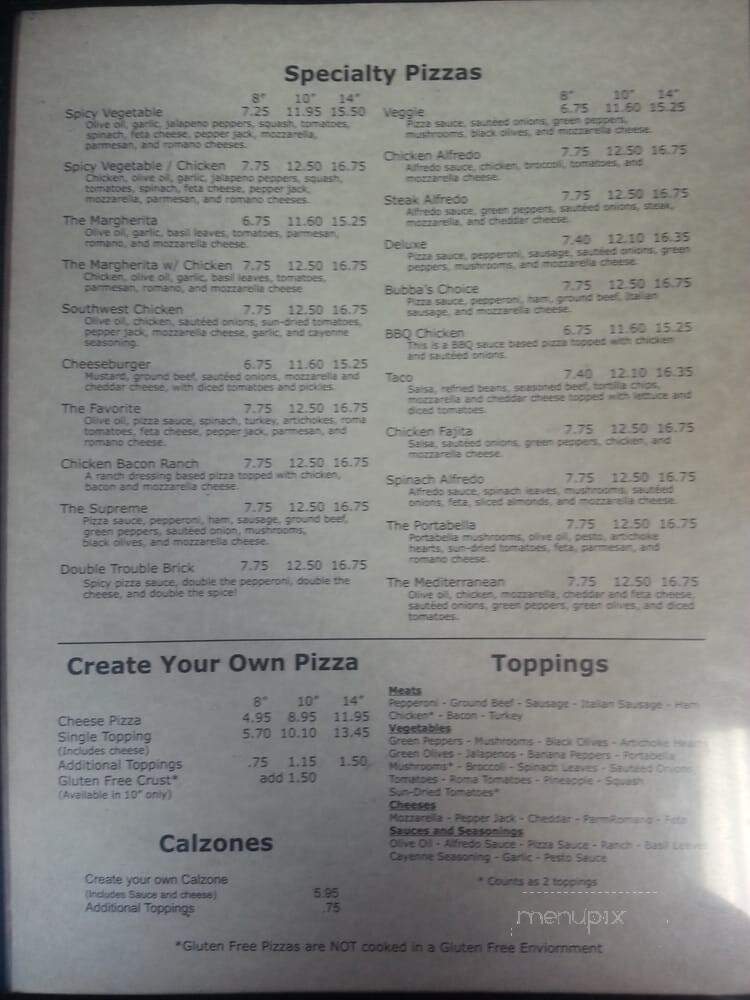 Specialty Pizzas
8" 10" 14"
Spicy Vegetable 7.25 11.95 15.50
Olive oil, garlic, jalapeno peppers, squash, tomatoes,
spinach, feta cheese, pepper jack, mozzarella,
parmesan, and romano cheeses.
Spicy Vegetable / Chicken 7.75 12.50 16.75
Chicken, olive oil, garlic, jalapeno peppers, squash,
tomatoes, spinach, feta cheese, pepper jack,
mozzarella, parmesan, and romano cheeses.
The Margherita 6.75 11.60 15.25
Olive oil, garlic, basil leaves, tomatoes, parmesan,
romano, and mozzarella cheese.
The Margherita w/ Chicken 7.75 12.50 16.75
Chicken, olive oil, garlic, basil leaves, tomatoes,
parmesan, romano, and mozzarella cheese
Southwest Chicken 7.75 12.50 16.75
Olive oil, chicken, sautéed onions, sun-dried tomatoes,
pepper jack, mozzarella cheese, garlic, and cayenne
seasoning.
Cheeseburger 6.75 11.60 15.25
Mustard, ground beef, sautéed onions, mozzarella and
cheddar cheese, with diced tomatoes and pickles.
The Favorite 7.75 12.50 16.75
Olive oil, pizza sauce, spinach, turkey, artichokes, roma
tomatoes, feta cheese, pepper jack, parmesan, and
romano cheese.
Chicken Bacon Ranch 7.75 12.50 16.75
A ranch dressing based pizza topped with chicken,
bacon and mozzarella cheese.
The Supreme 7.75 12.50 16.75
Pizza sauce, pepperoni, ham, sausage, ground beef,
green peppers, sautéed onion, mushrooms,
black olives, and mozzarella cheese.
Double Trouble Brick 7.75 12.50 16.75
Spicy pizza sauce, double the pepperoni, double the
cheese, and double the spice!
8" 10" 14"
Veggie 6.75 11.60 15.25
Pizza sauce, sautéed onions, green peppers,
mushrooms, black olives, and mozzarella cheese.
Chicken Alfredo 7.75 12.50 16.75
Alfredo sauce, chicken, broccoli, tomatoes, and
mozzarella cheese.
Steak Alfredo 7.75 12.50 16.75
Alfredo sauce, green peppers, sautéed onions, steak,
mozzarella, and cheddar cheese.
Deluxe 7.40 12.10 16.35
Pizza sauce, pepperoni, sausage, sautéed onions, green
peppers, mushrooms, and mozzarella cheese.
Bubba's Choice 7.75 12.50 16.75
Pizza sauce, pepperoni, ham, ground beef, Italian
sausage, and mozzarella cheese.
BBQ Chicken 6.75 11.60 15.25
This is a BBQ sauce based pizza topped with chicken
and sautéed onions.
Taco 7.40 12.10 16.35
Salsa, refried beans, seasoned beef, tortilla chips,
mozzarella and cheddar cheese topped with lettuce and
diced tomatoes.
Chicken Fajita 7.75 12.50 16.75
Salsa, sautéed onions, green peppers, chicken, and
mozzarella cheese.
Spinach Alfredo 7.75 12.50 16.75
Alfredo sauce, spinach leaves, mushrooms, sautéed
onions, feta, sliced almonds, and mozzarella cheese.
The Portabella 7.75 12.50 16.75
Portabella mushrooms, olive oil, pesto, artichoke
hearts, sun-dried tomatoes, feta, parmesan, and
romano cheese.
The Mediterranean 7.75 12.50 16.75
Olive oil, chicken, mozzarella, cheddar and feta cheese,
sautéed onions, green peppers, green olives, and diced
tomatoes.
Create Your Own Pizza
8" 10" 14"
Cheese Pizza 4.95 8.95 11.95
Single Topping 5.70 10.10 13.45
(Includes cheese)
Additional Toppings .75 1.15 1.50
Gluten Free Crust* add 1.50
(Available in 10" only)
Calzones
Create your own Calzone
(Includes Sauce and cheese) 5.95
Additional Toppings .75
Toppings
Meats
Pepperoni - Ground Beef - Sausage - Italian Sausage - Ham
Chicken* - Bacon - Turkey
Vegetables
Green Peppers - Mushrooms - Black Olives - Artichoke Hearts
Green Olives - Jalapenos - Banana Peppers - Portabella
Mushrooms* - Broccoli - Spinach Leaves - Sautéed Onions
Tomatoes - Roma Tomatoes - Pineapple - Squash
Sun-Dried Tomatoes*
Cheeses
Mozzarella - Pepper Jack - Cheddar - ParmRomano - Feta
Sauces and Seasonings
Olive Oil - Alfredo Sauce - Pizza Sauce - Ranch - Basil Leaves
Cayenne Seasoning - Garlic - Pesto Sauce
* Counts as 2 toppings
menupix
*Gluten Free Pizzas are NOT cooked in a Gluten Free Enviornment